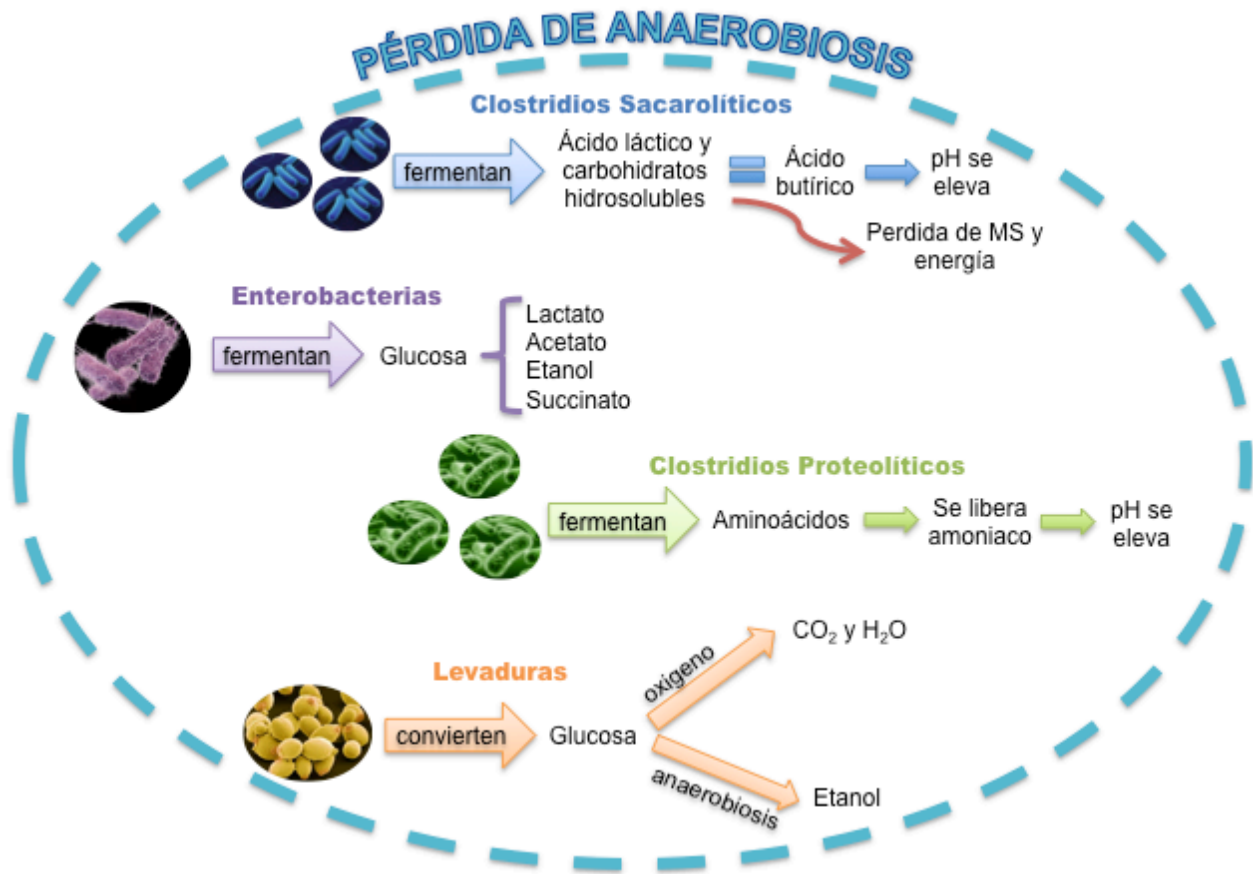 PÉRDIDA DE ANAEROBIOSIS
Clostridios Sacarolíticos
fermentan
Ácido láctico y
carbohidratos
hidrosolubles
Ácido
butírico
pH se
eleva
Perdida de MS y
energía
Enterobacterias
fermentan
Glucosa
Lactato
Acetato
Etanol
Succinato
Clostridios Proteolíticos
fermentan
Aminoácidos
Se libera
amoniaco
pH se
eleva
Levaduras
convierten
Glucosa
oxigeno
CO₂ y H₂O
anaerobiosis
Etanol